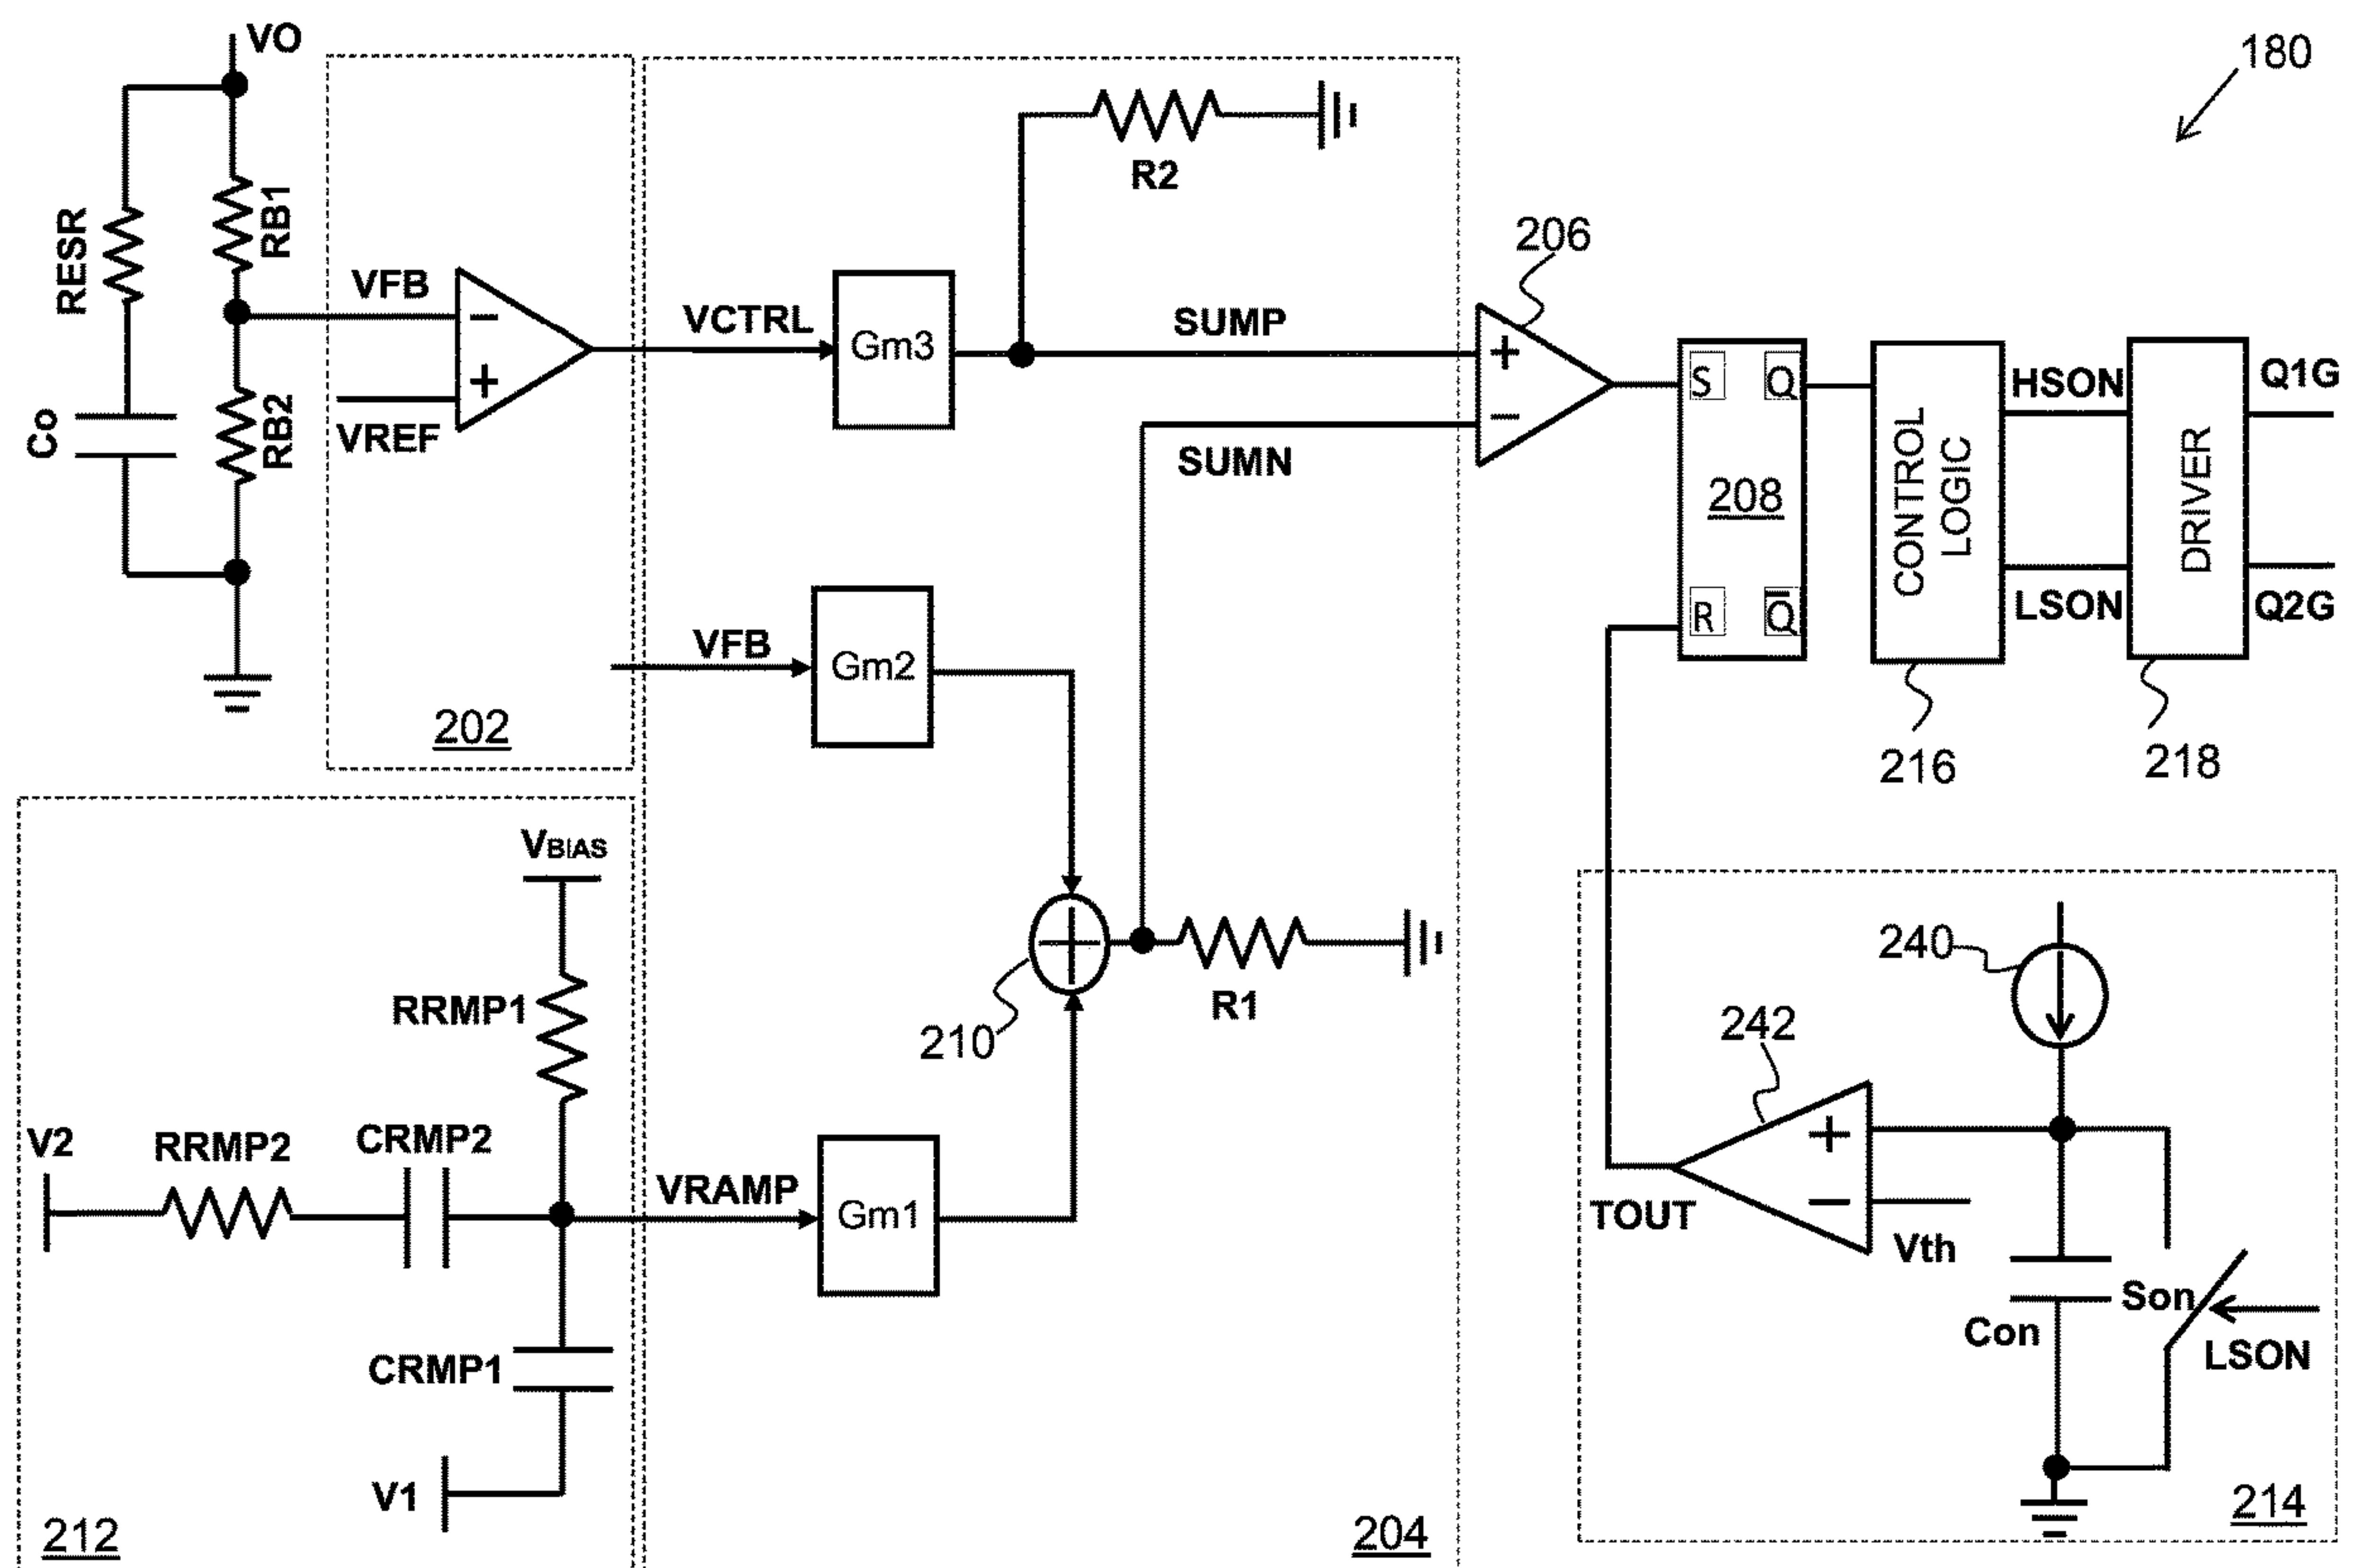 VO
180
R2
RESR
RB1
206
VFB
−
+
VREF
VCTRL
Gm3
SUMP
+
−
SUMN
S
Q
208
R
Q̅
CONTROL
LOGIC
HSON
LSON
DRIVER
Q1G
Q2G
Co
RB2
VFB
Gm2
202
216
218
VBIAS
RRMP1
210
R1
240
242
V2
RRMP2
CRMP2
VRAMP
Gm1
+
−
TOUT
Vth
Son
Con
LSON
CRMP1
V1
212
204
214